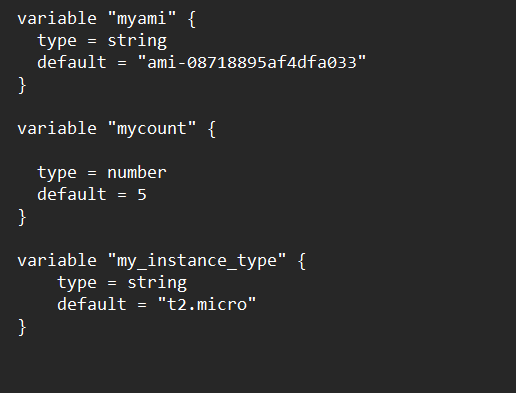 variable "myami" {
  type = string
  default = "ami-08718895af4dfa033"
}

variable "mycount" {

  type = number
  default = 5
}

variable "my_instance_type" {
    type = string
    default = "t2.micro"
}